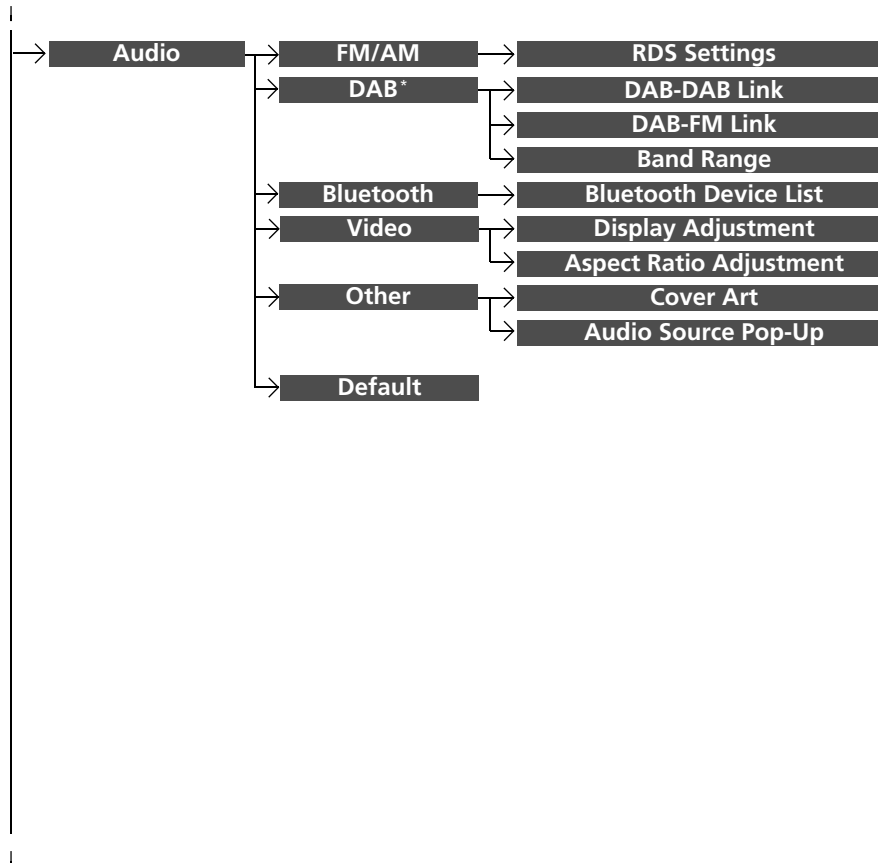 Audio
FM/AM
RDS Settings
DAB*
DAB-DAB Link
DAB-FM Link
Band Range
Bluetooth
Bluetooth Device List
Video
Display Adjustment
Aspect Ratio Adjustment
Other
Cover Art
Audio Source Pop-Up
Default